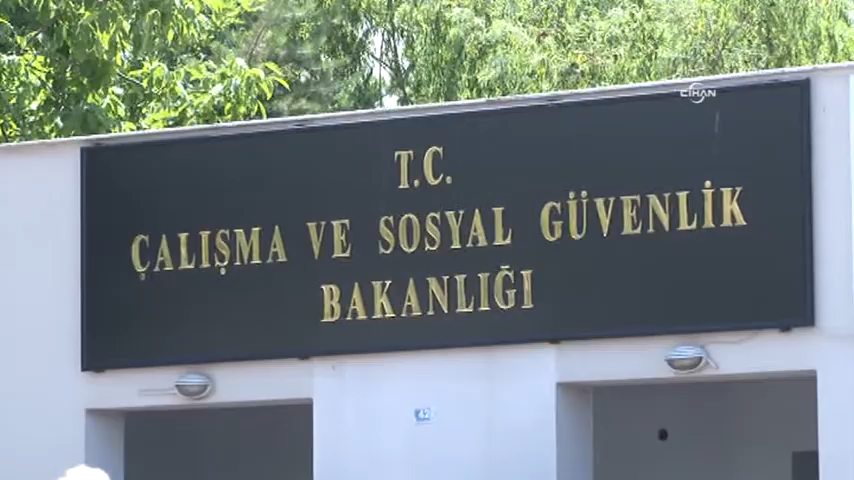 CİHAN
T.C.
ÇALIŞMA VE SOSYAL GÜVENLİK
BAKANLIĞI
42